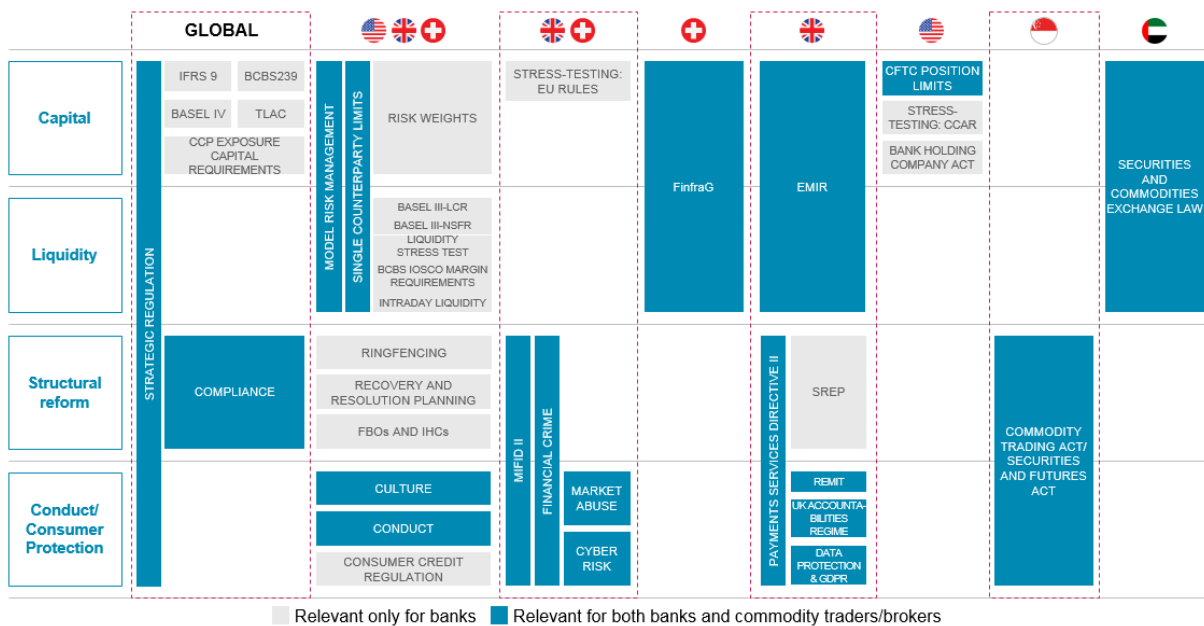 GLOBAL
Capital
Liquidity
Structural
reform
Conduct/
Consumer
Protection
STRATEGIC REGULATION
IFRS 9
BCBS239
BASEL IV
TLAC
CCP EXPOSURE
CAPITAL
REQUIREMENTS
COMPLIANCE
MODEL RISK MANAGEMENT
SINGLE COUNTERPARTY LIMITS
RISK WEIGHTS
BASEL III-LCR
BASEL III-NSFR
LIQUIDITY
STRESS TEST
BCBS IOSCO MARGIN
REQUIREMENTS
INTRADAY LIQUIDITY
RINGFENCING
RECOVERY AND
RESOLUTION PLANNING
FBOs AND IHCs
CULTURE
CONDUCT
CONSUMER CREDIT
REGULATION
STRESS-TESTING:
EU RULES
MIFID II
FINANCIAL CRIME
MARKET
ABUSE
CYBER
RISK
FinfraG
EMIR
PAYMENTS SERVICES DIRECTIVE II
SREP
REMIT
UK ACCOUNTA-
BILITIES
REGIME
DATA
PROTECTION
& GDPR
CFTC POSITION
LIMITS
STRESS-
TESTING: CCAR
BANK HOLDING
COMPANY ACT
COMMODITY
TRADING ACT/
SECURITIES
AND FUTURES
ACT
SECURITIES
AND
COMMODITIES
EXCHANGE LAW
Relevant only for banks
Relevant for both banks and commodity traders/brokers